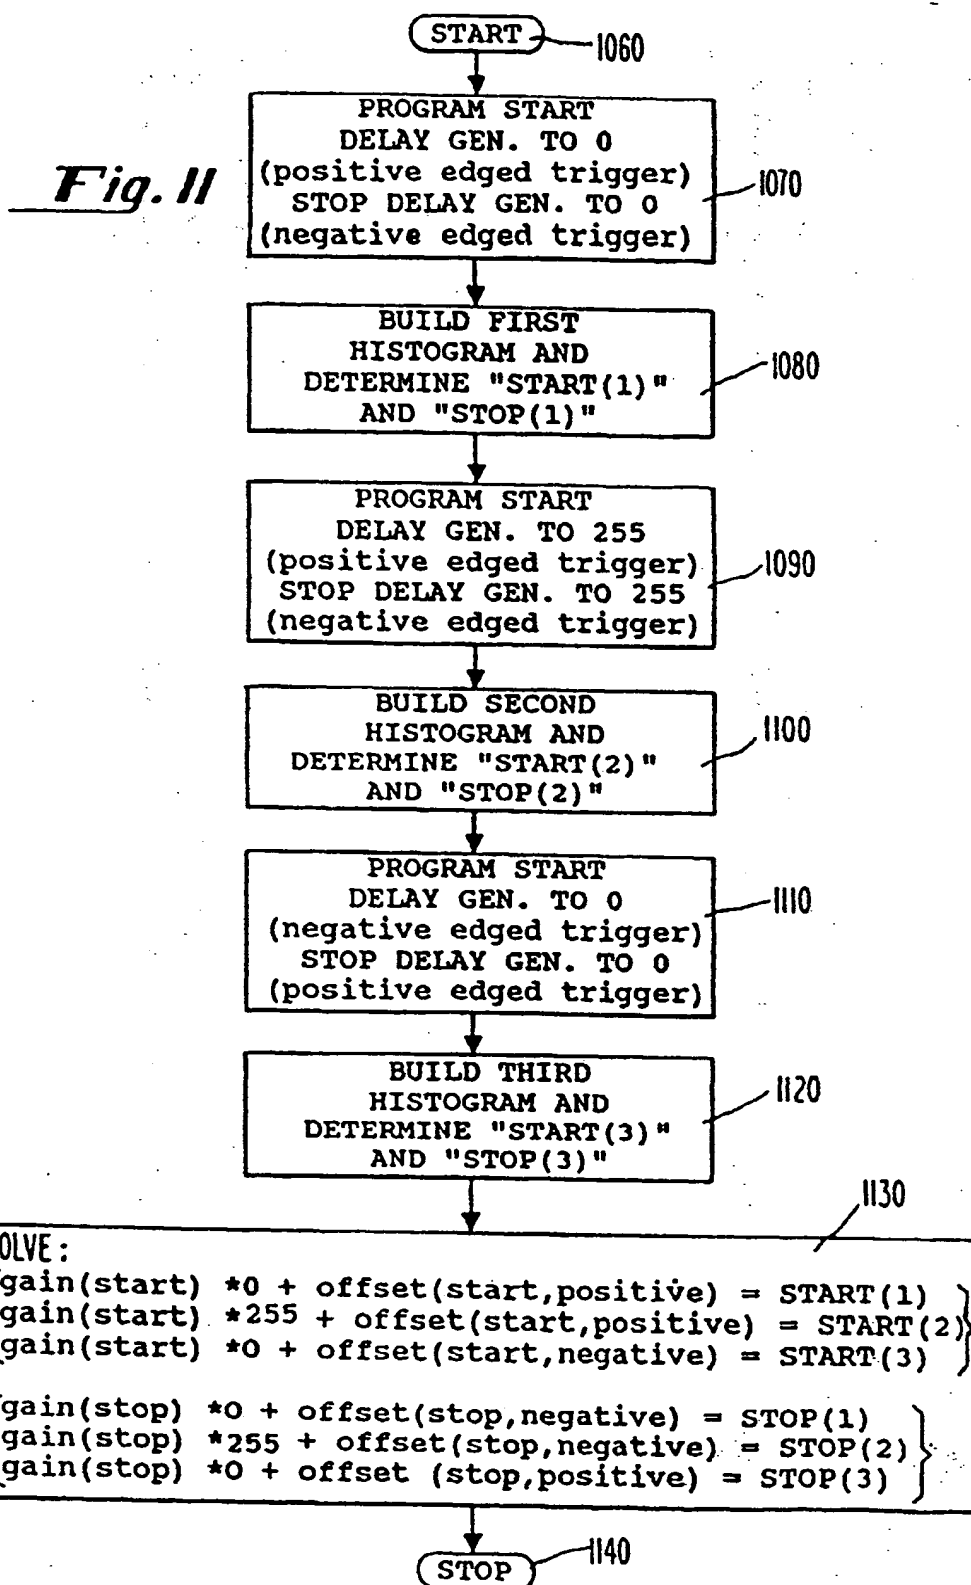 START
1060
Fig. 11
PROGRAM START
DELAY GEN. TO 0
(positive edged trigger)
STOP DELAY GEN. TO 0
(negative edged trigger)
1070
BUILD FIRST
HISTOGRAM AND
DETERMINE "START(1)"
AND "STOP(1)"
1080
PROGRAM START
DELAY GEN. TO 255
(positive edged trigger)
STOP DELAY GEN. TO 255
(negative edged trigger)
1090
BUILD SECOND
HISTOGRAM AND
DETERMINE "START(2)"
AND "STOP(2)"
1100
PROGRAM START
DELAY GEN. TO 0
(negative edged trigger)
STOP DELAY GEN. TO 0
(positive edged trigger)
1110
BUILD THIRD
HISTOGRAM AND
DETERMINE "START(3)"
AND "STOP(3)"
1120
1130
OLVE:
gain(start) *0 + offset(start,positive) = START(1)
gain(start) *255 + offset(start,positive) = START(2)
gain(start) *0 + offset(start,negative) = START(3)
gain(stop) *0 + offset(stop,negative) = STOP(1)
gain(stop) *255 + offset(stop,negative) = STOP(2)
gain(stop) *0 + offset (stop,positive) = STOP(3)
STOP
1140